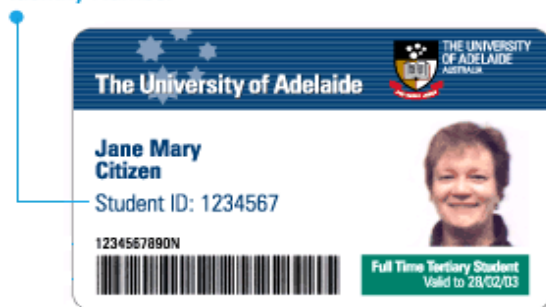 The University of Adelaide
THE UNIVERSITY
OF ADELAIDE
AUSTRALIA
Jane Mary
Citizen
Student ID: 1234567
1234567890N
Full Time Tertiary Student
Valid to 28/02/03